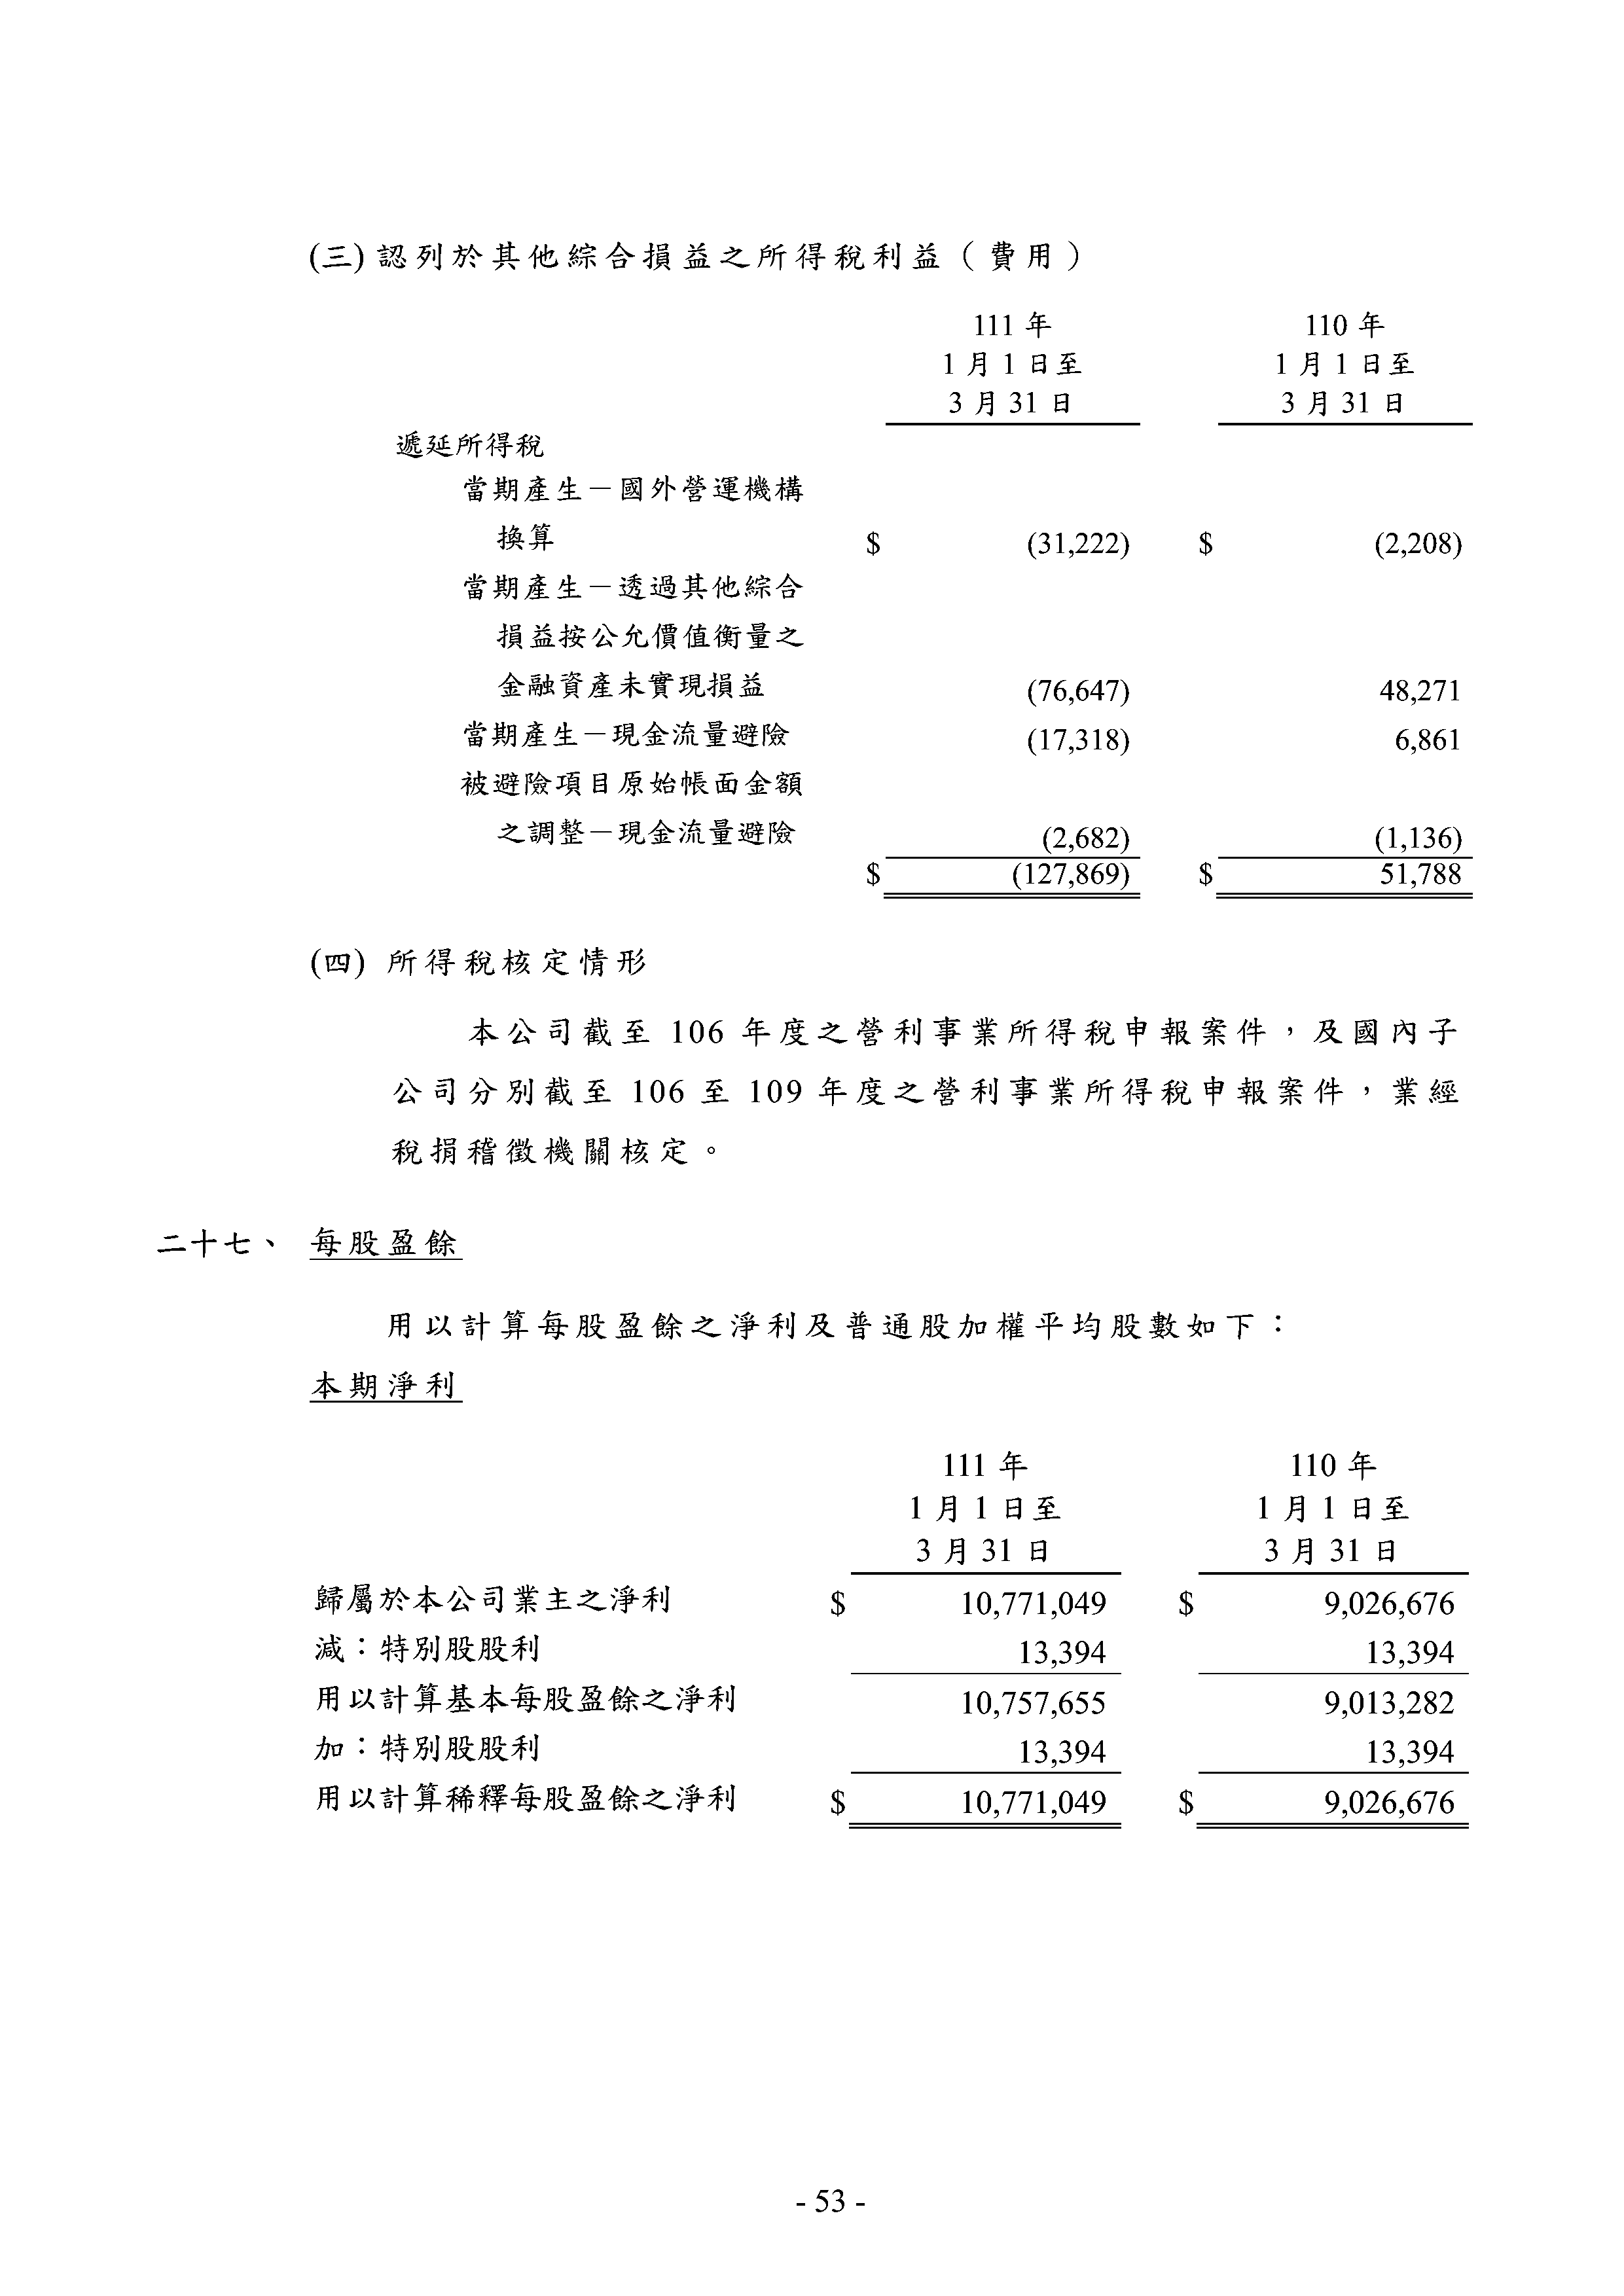 (三)認列於其他綜合損益之所得稅利益（費用）
111 年 110 年
1 月 1 日至 1 月 1 日至
3 月 31 日 3 月 31 日
遞延所得稅
當期產生－國外營運機構
換算 $ (31,222) $ (2,208)
當期產生－透過其他綜合
損益按公允價值衡量之
金融資產未實現損益 (76,647) 48,271
當期產生－現金流量避險 (17,318) 6,861
被避險項目原始帳面金額
之調整－現金流量避險 (2,682) (1,136)
$ (127,869) $ 51,788
(四) 所得稅核定情形
本公司截至 106 年度之營利事業所得稅申報案件，及國內子
公司分別截至 106 至 109 年度之營利事業所得稅申報案件，業經
稅捐稽徵機關核定。
二十七、 每股盈餘
用以計算每股盈餘之淨利及普通股加權平均股數如下：
本期淨利
111 年 110 年
1 月 1 日至 1 月 1 日至
3 月 31 日 3 月 31 日
歸屬於本公司業主之淨利 $ 10,771,049 $ 9,026,676
減：特別股股利 13,394 13,394
用以計算基本每股盈餘之淨利 10,757,655 9,013,282
加：特別股股利 13,394 13,394
用以計算稀釋每股盈餘之淨利 $ 10,771,049 $ 9,026,676
- 53 -